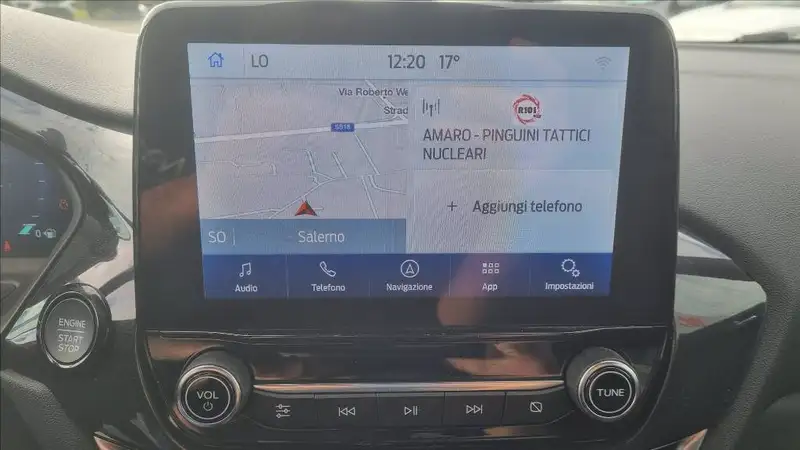 LO
12:20 17°
Via Roberto We
Strad
SS18
R101
AMARO - PINGUINI TATTICI
NUCLEARI
+ Aggiungi telefono
SO
Salerno
Audio
Telefono
Navigazione
App
Impostazioni
0
ENGINE
START
STOP
VOL
TUNE